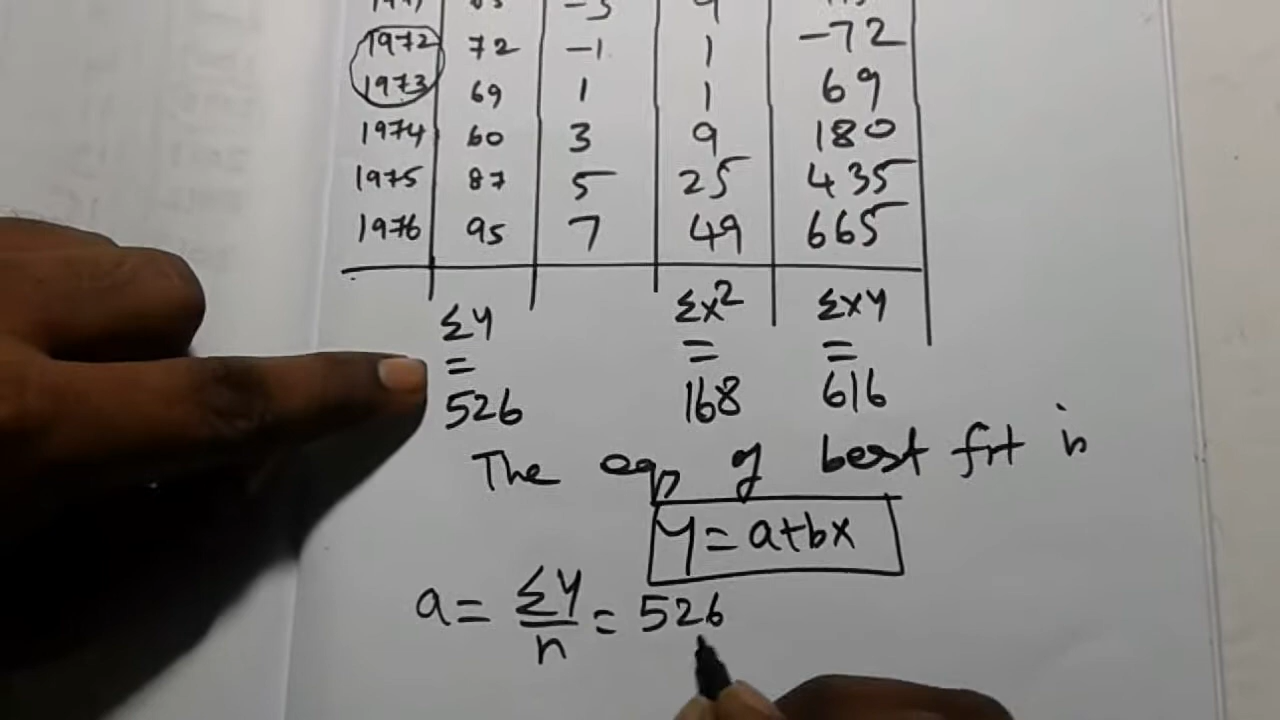 1972 72 -1 1 -72
1973 69 1 1 69
1974 60 3 9 180
1975 87 5 25 435
1976 95 7 49 665
Σy Σx² Σxy
= = =
526 168 616
The eqn of best fit is
y = a+bx
a = Σy/n = 526